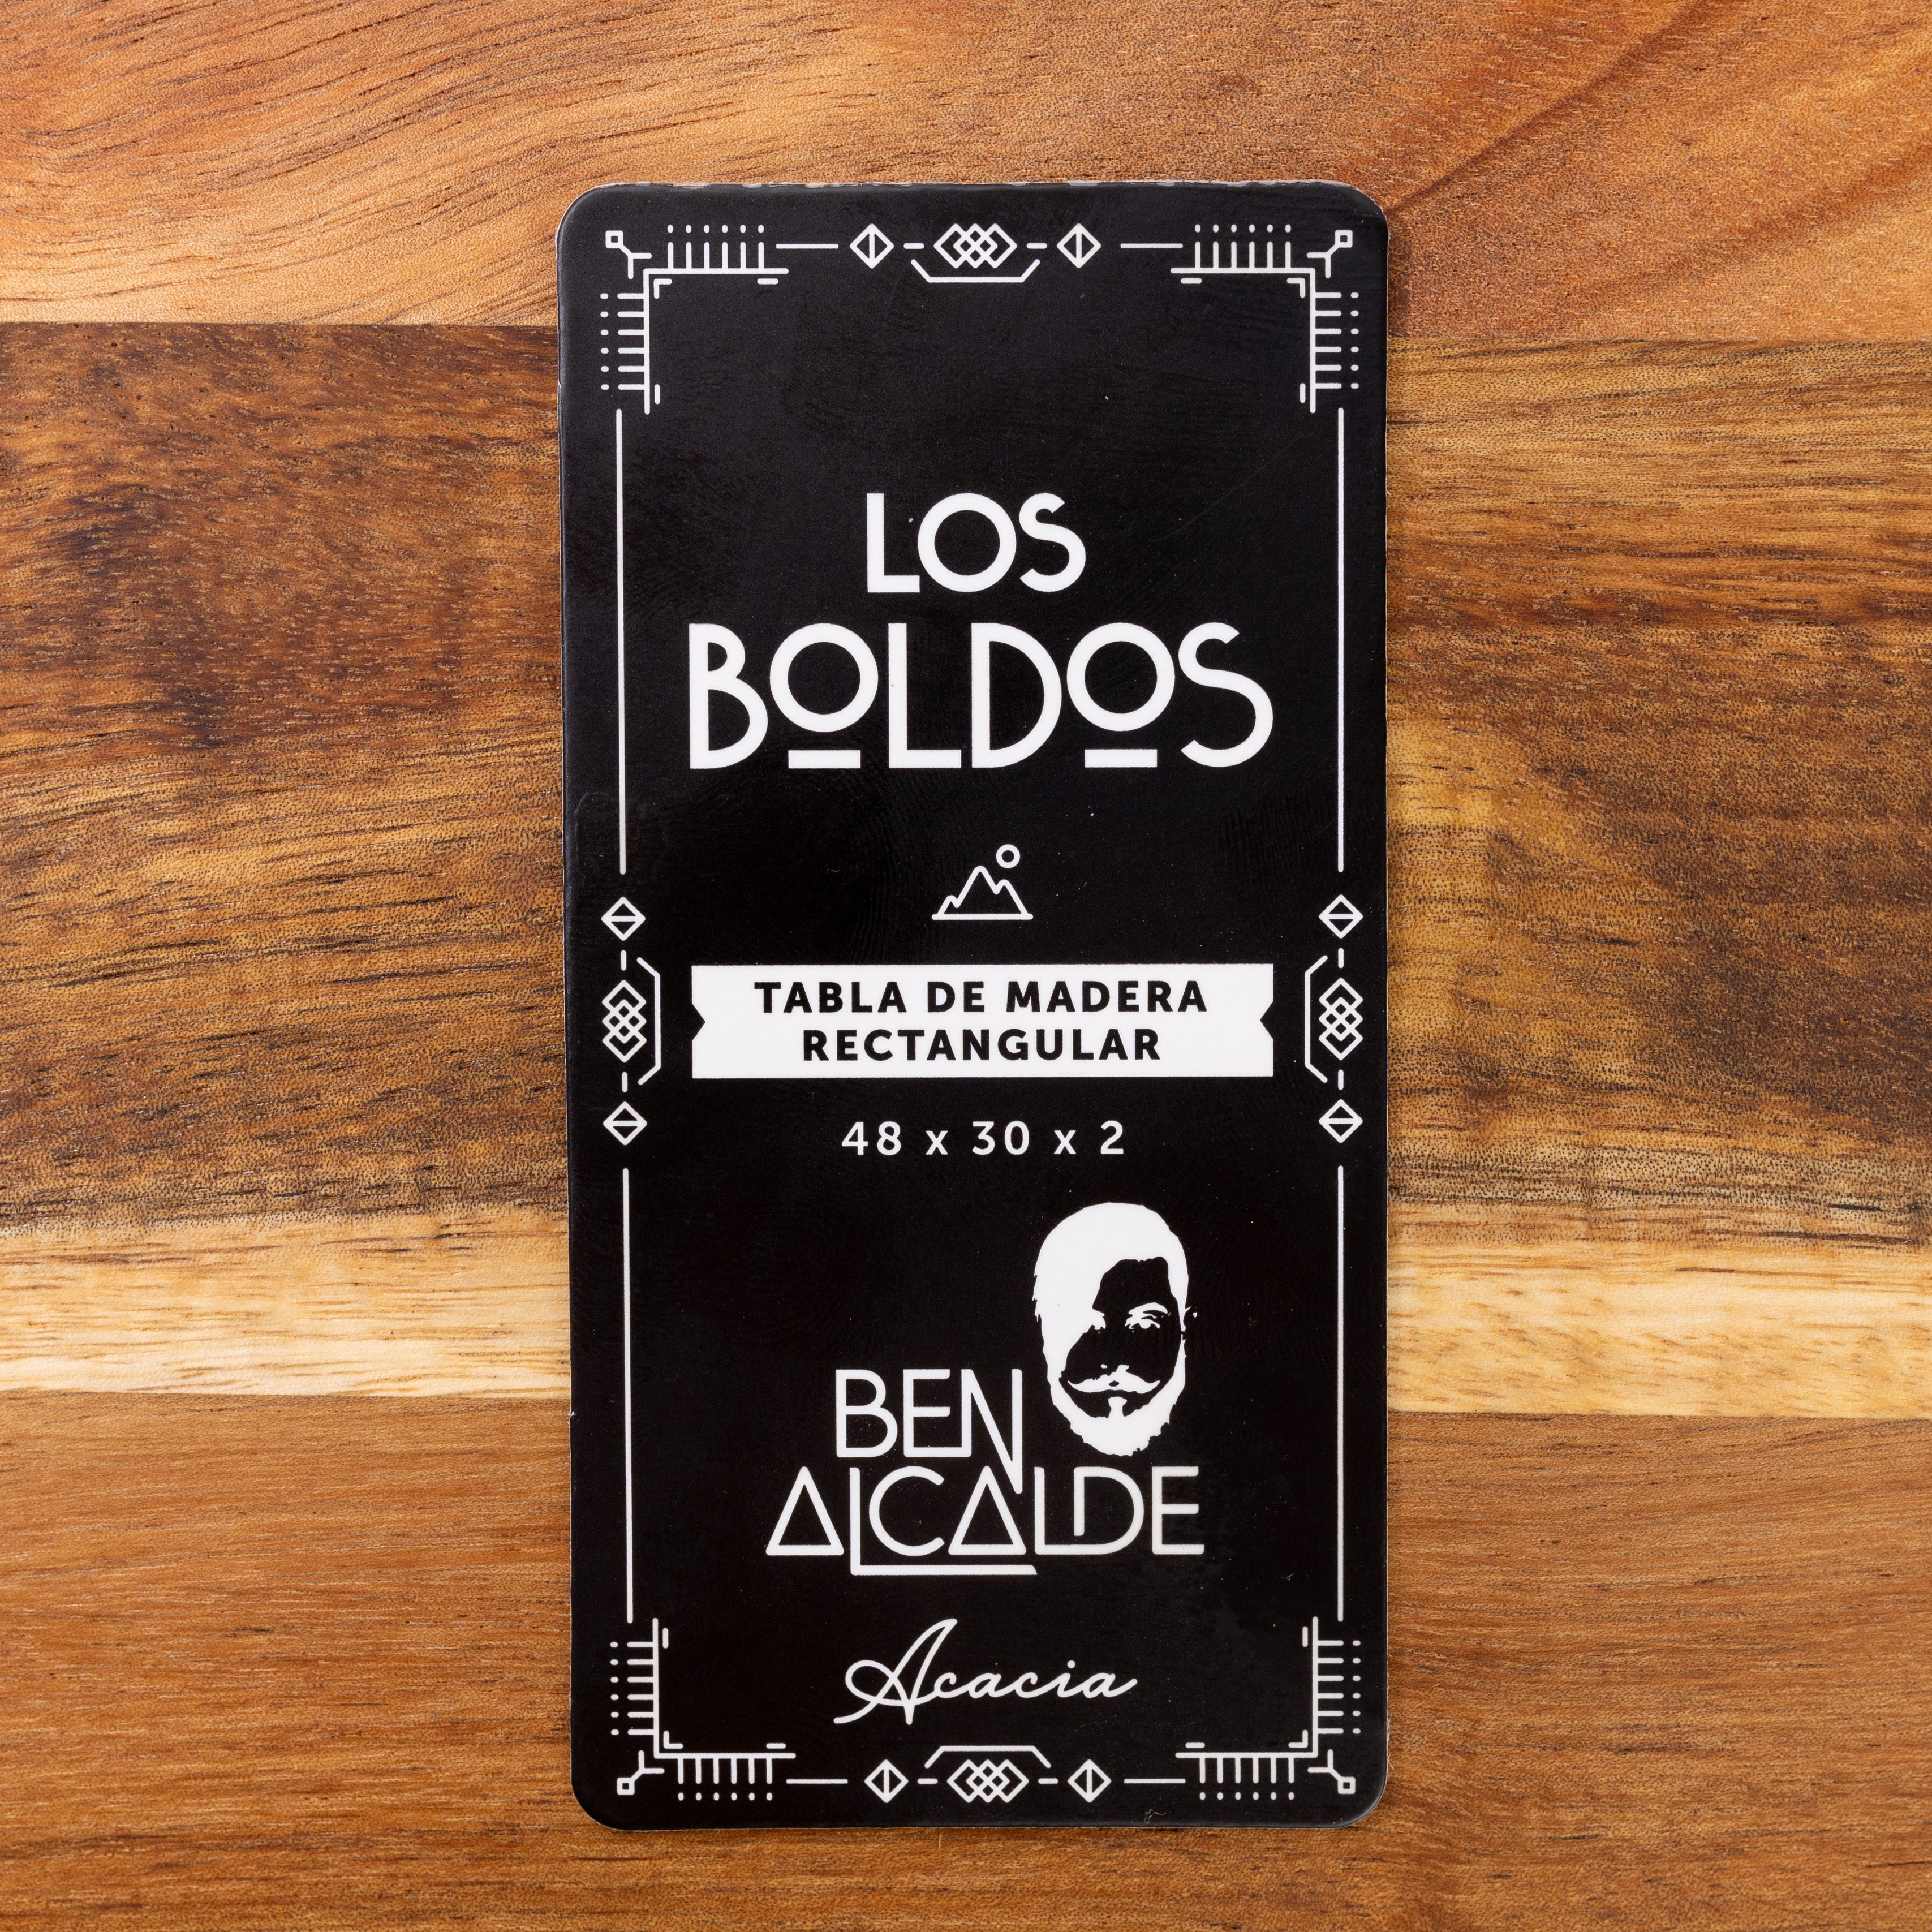 LOS
BOLDOS
TABLA DE MADERA
RECTANGULAR
48 x 30 x 2
BEN
ALCALDE
Acacia